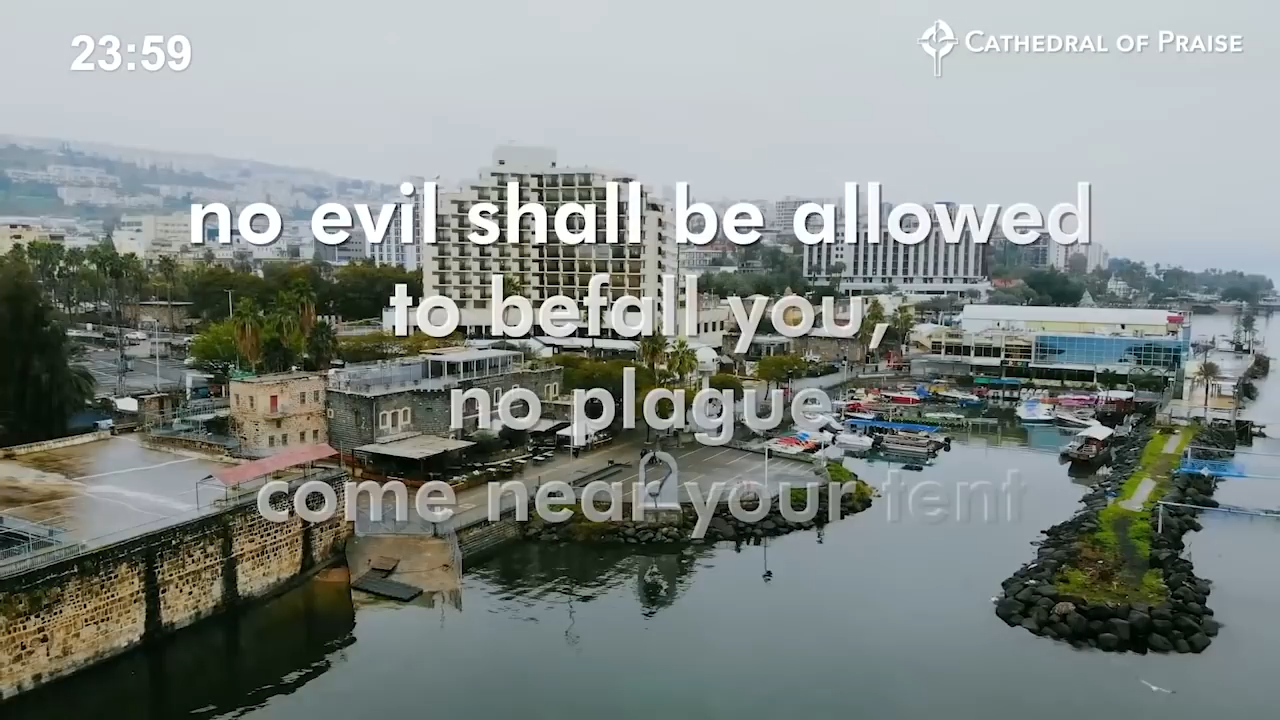 23:59
CATHEDRAL OF PRAISE
no evil shall be allowed
to befall you,
no plague
come near your tent